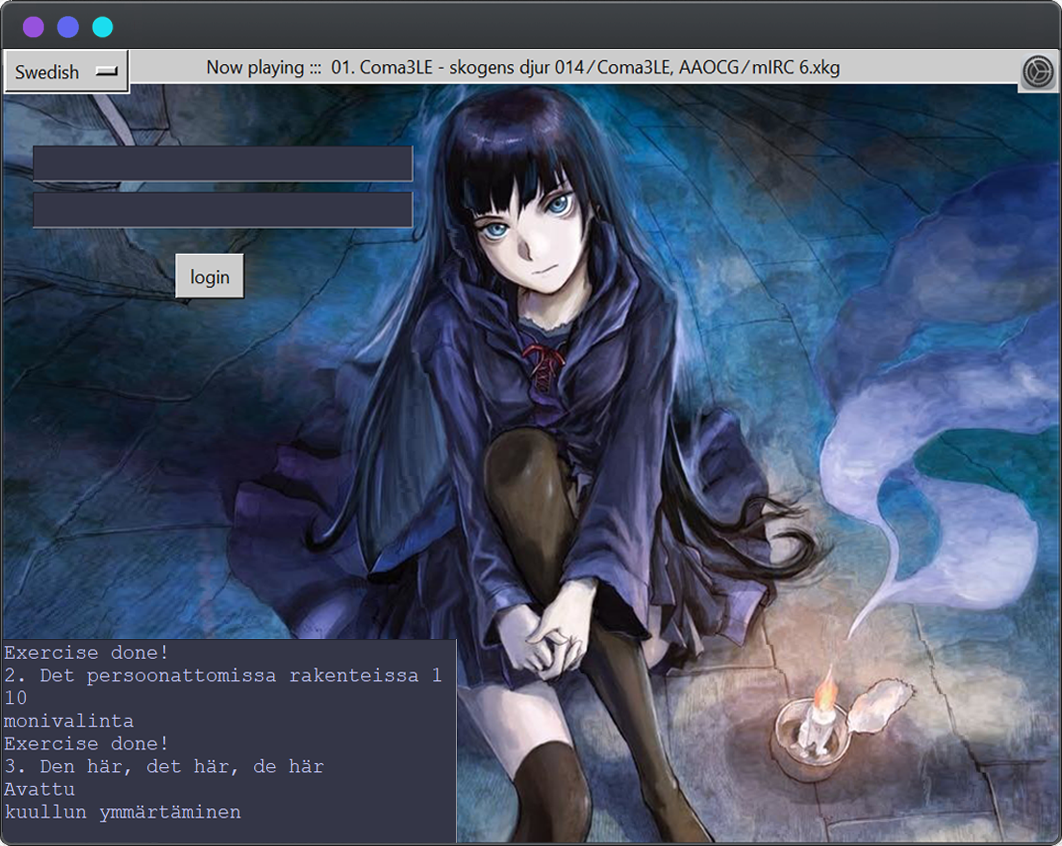 Swedish
Now playing ::: 01. Coma3LE - skogens djur 014/Coma3LE, AAOCG/mIRC 6.xkg
login
Exercise done!
2. Det persoonattomissa rakenteissa 1
10
monivalinta
Exercise done!
3. Den här, det här, de här
Avattu
kuullun ymmärtäminen